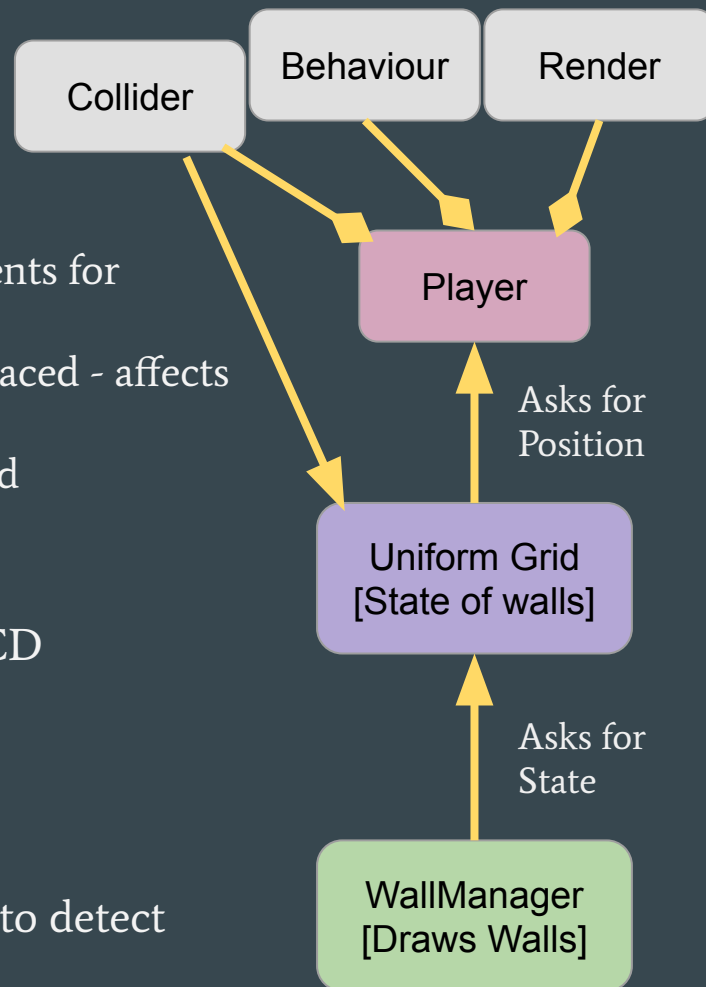 Collider
Behaviour
Render
Player
ents for
aced - affects
d
Asks for
Position
Uniform Grid
[State of walls]
CD
Asks for
State
WallManager
[Draws Walls]
to detect